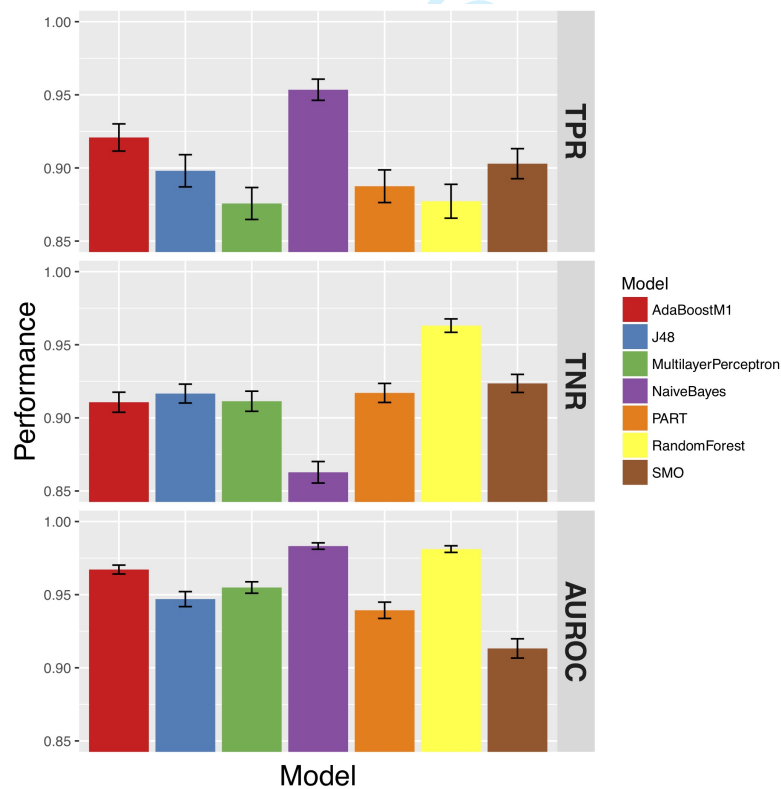 1.00
0.95
0.90
0.85
TPR
1.00
0.95
0.90
0.85
TNR
1.00
0.95
0.90
0.85
AUROC
Performance
Model
Model
AdaBoostM1
J48
MultilayerPerceptron
NaiveBayes
PART
RandomForest
SMO